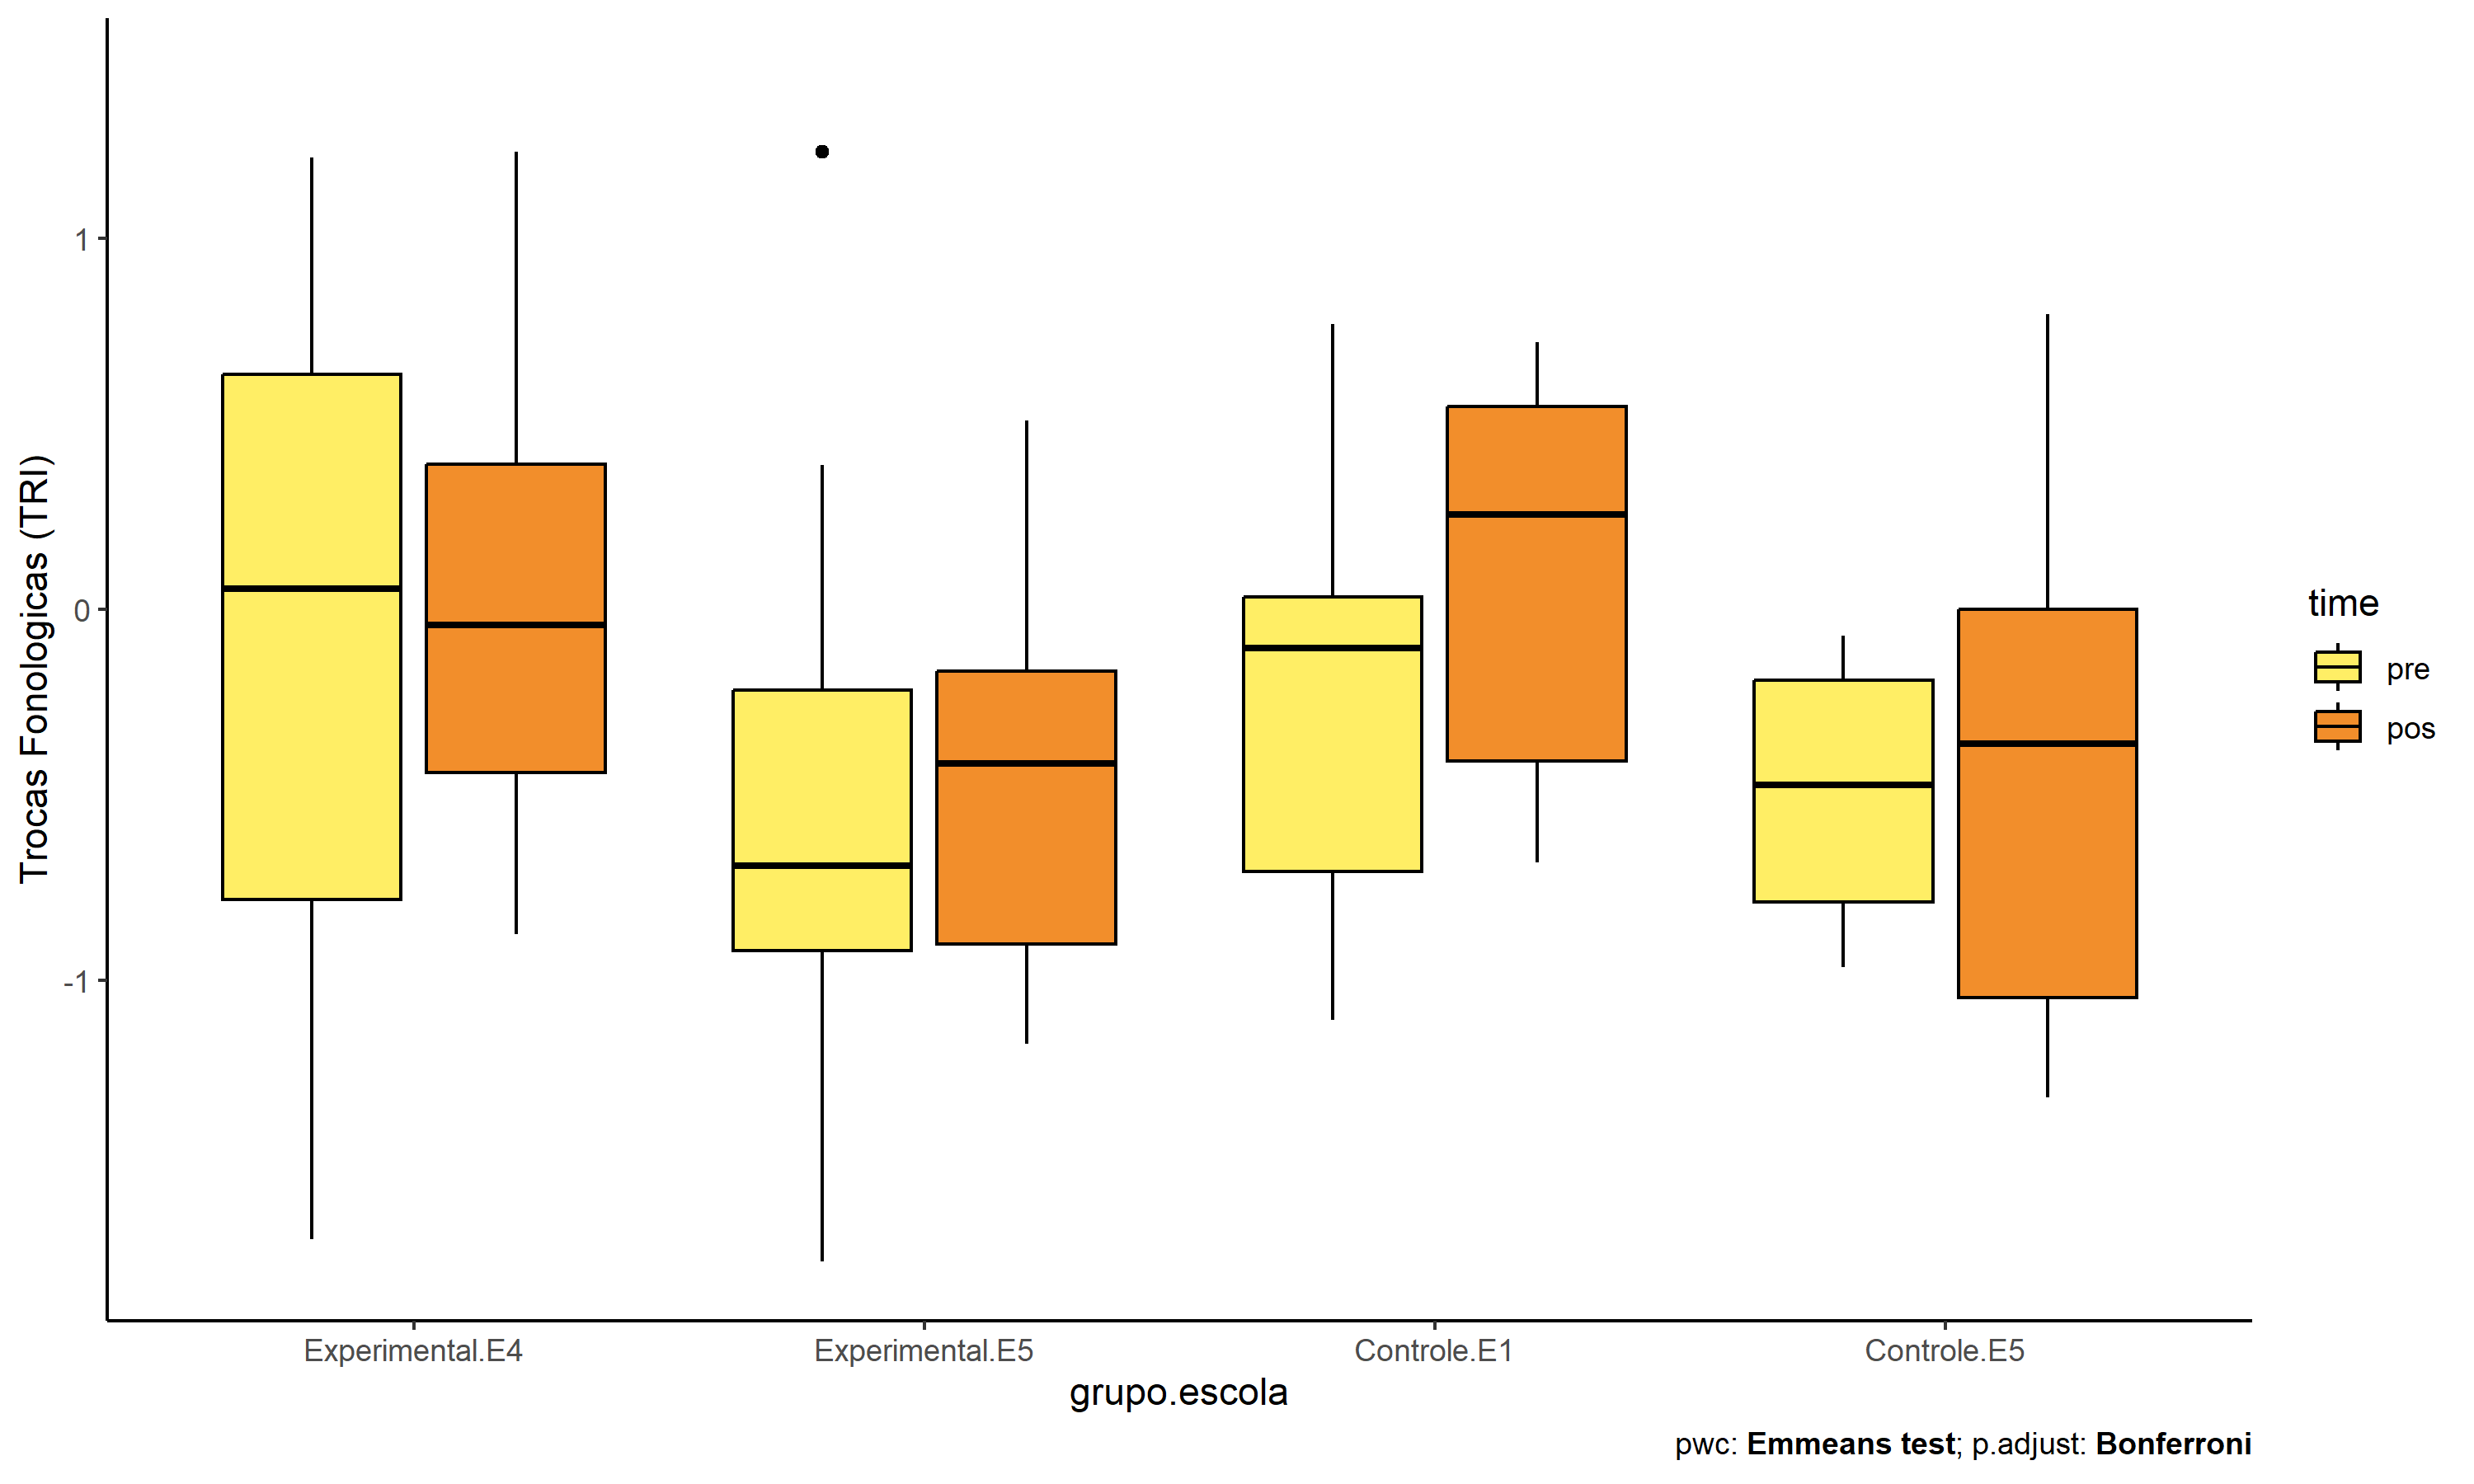 Trocas Fonologicas (TRI)
1
0
-1
Experimental.E4
Experimental.E5
Controle.E1
Controle.E5
grupo.escola
time
pre
pos
pwc: Emmeans test; p.adjust: Bonferroni